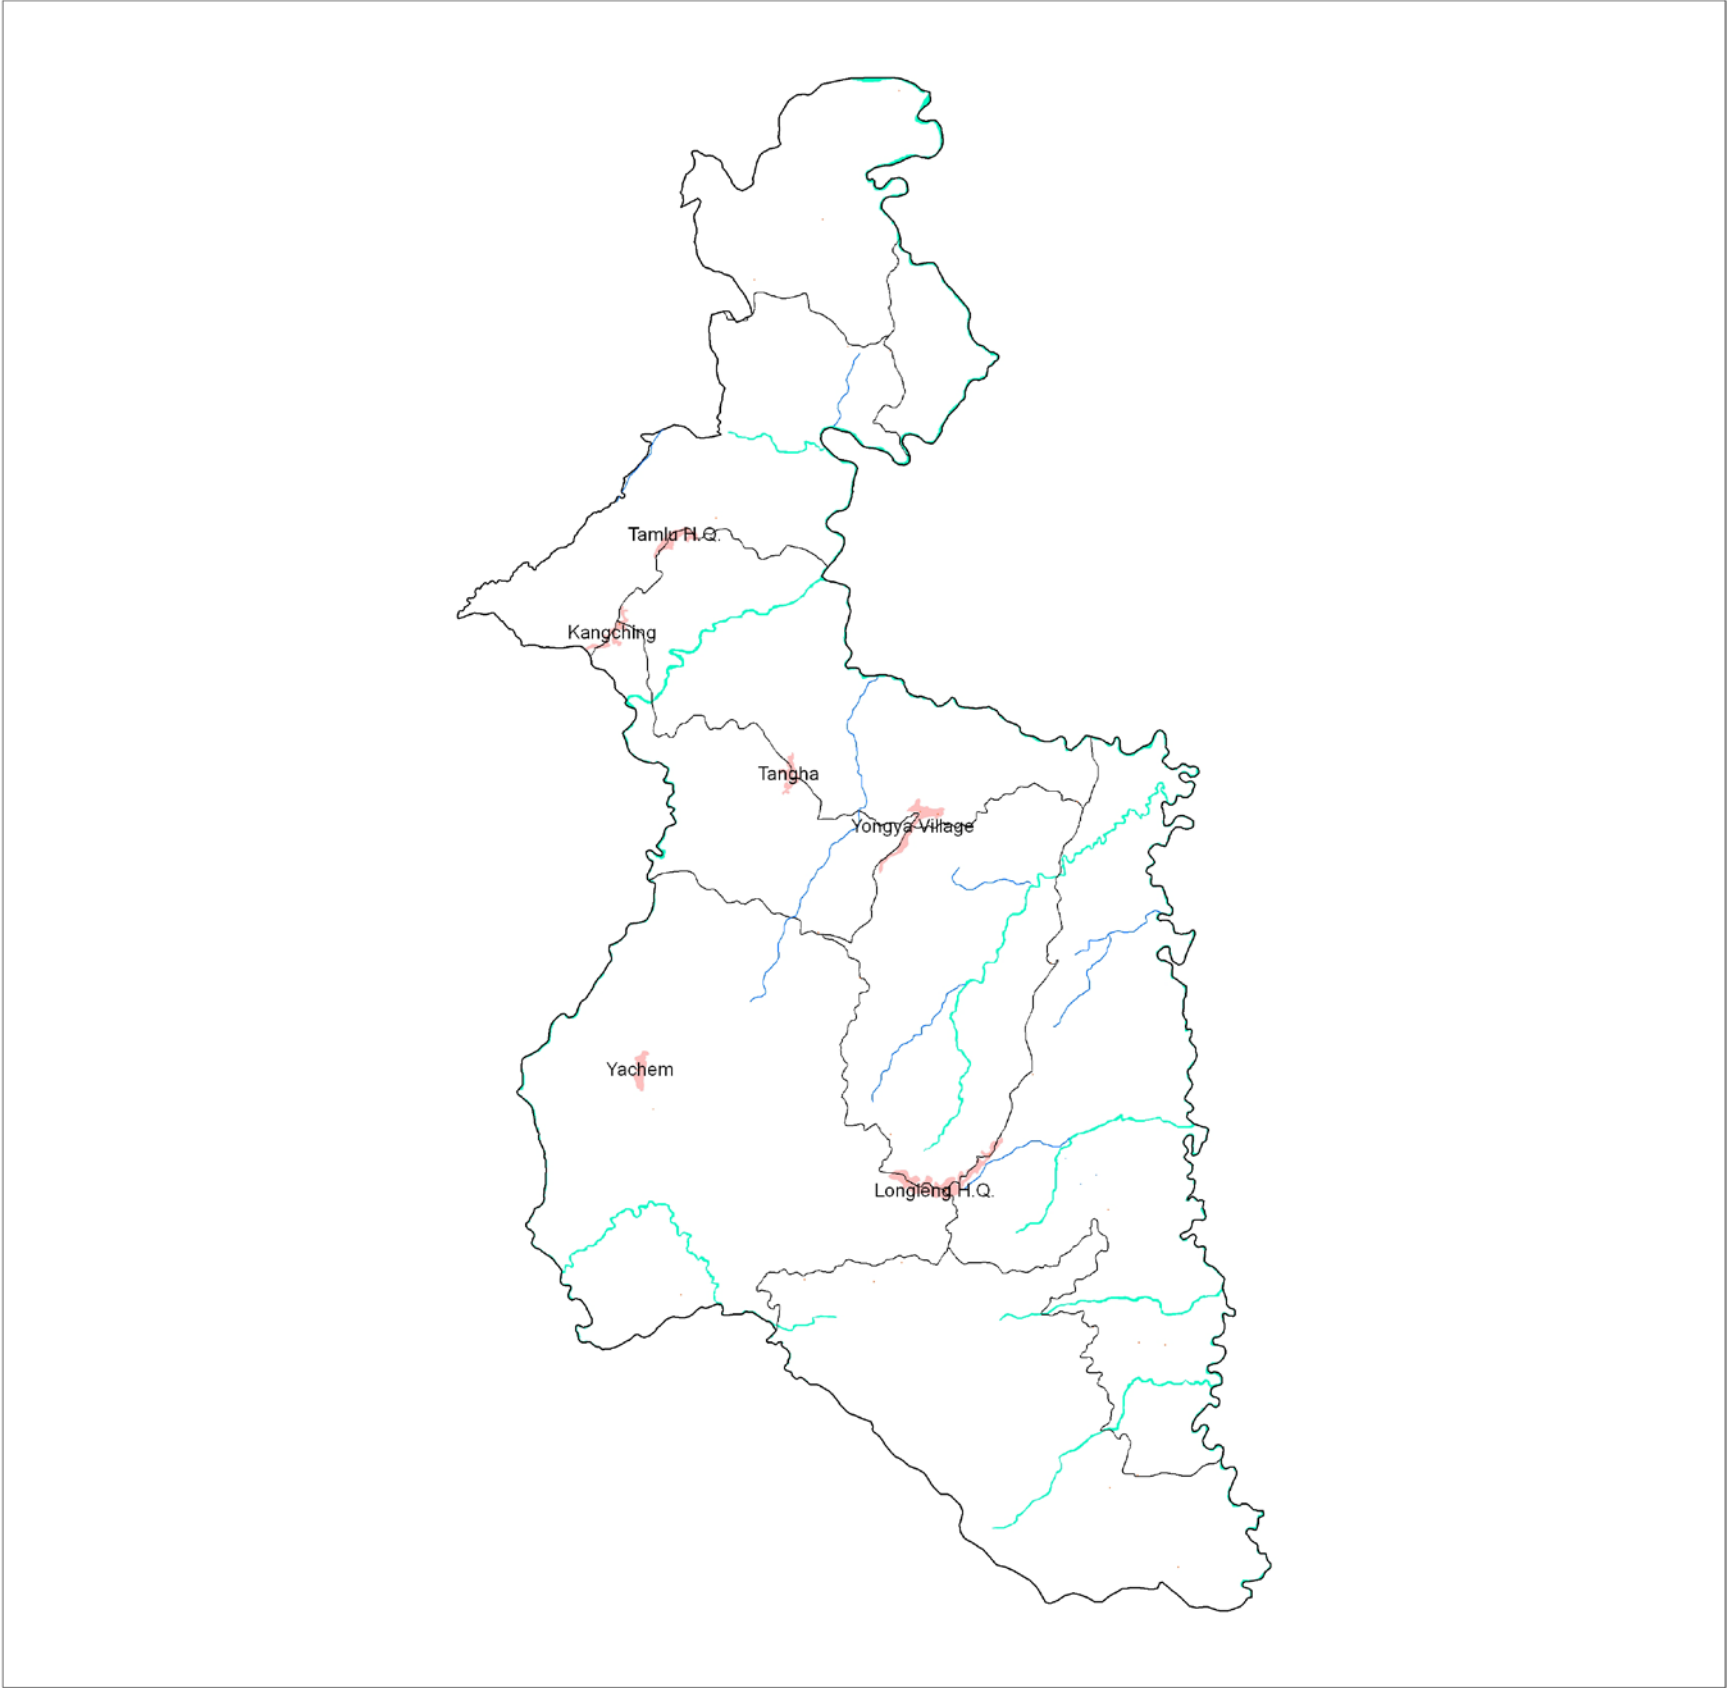 Tamlu H.Q.
Kangching
Tangha
Yongya Village
Yachem
Longleng H.Q.